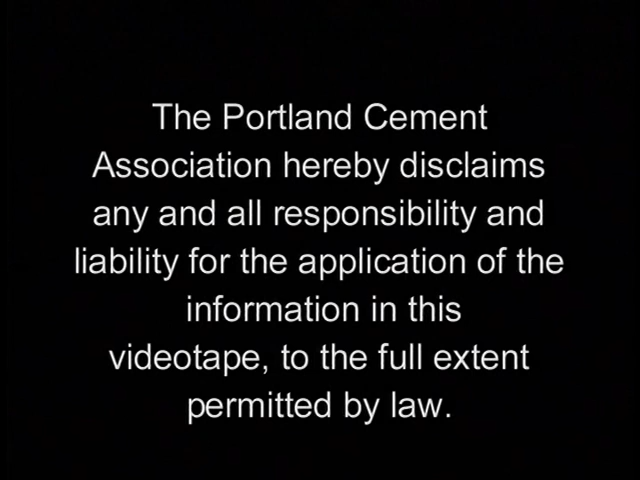 The Portland Cement
Association hereby disclaims
any and all responsibility and
liability for the application of the
information in this
videotape, to the full extent
permitted by law.